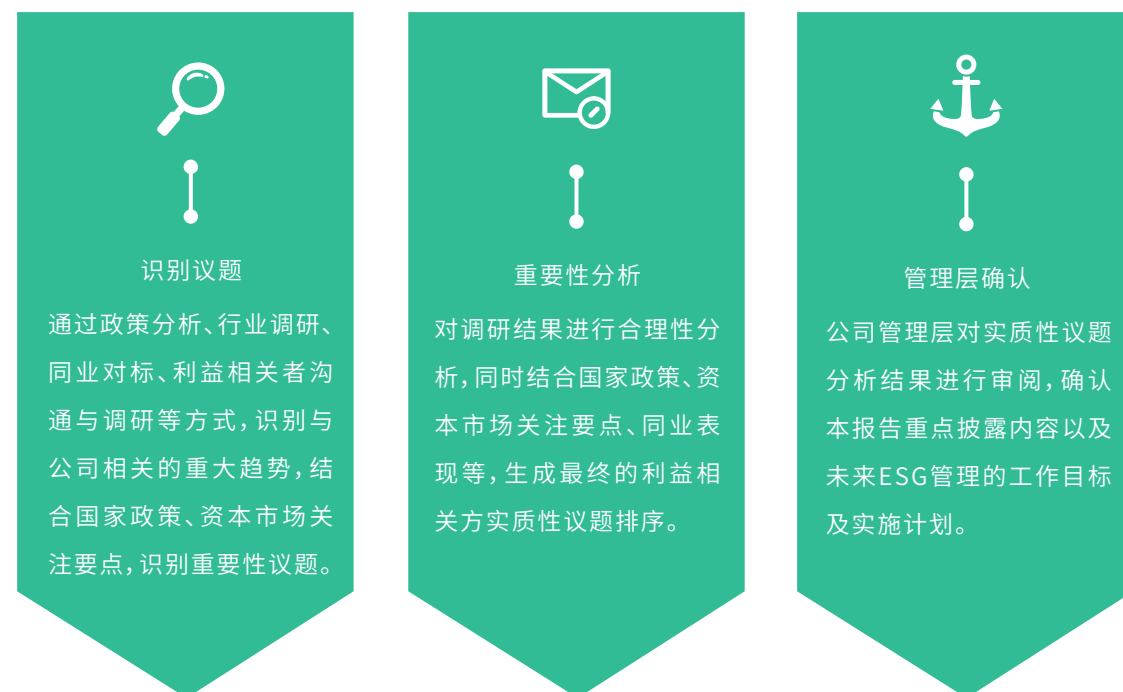 识别议题
通过政策分析、行业调研、
同业对标、利益相关者沟
通与调研等方式，识别与
公司相关的重大趋势，结
合国家政策、资本市场关
注要点，识别重要性议题。
重要性分析
对调研结果进行合理性分
析，同时结合国家政策、资
本市场关注要点、同业表
现等，生成最终的利益相
关方实质性议题排序。
管理层确认
公司管理层对实质性议题
分析结果进行审阅，确认
本报告重点披露内容以及
未来ESG管理的工作目标
及实施计划。